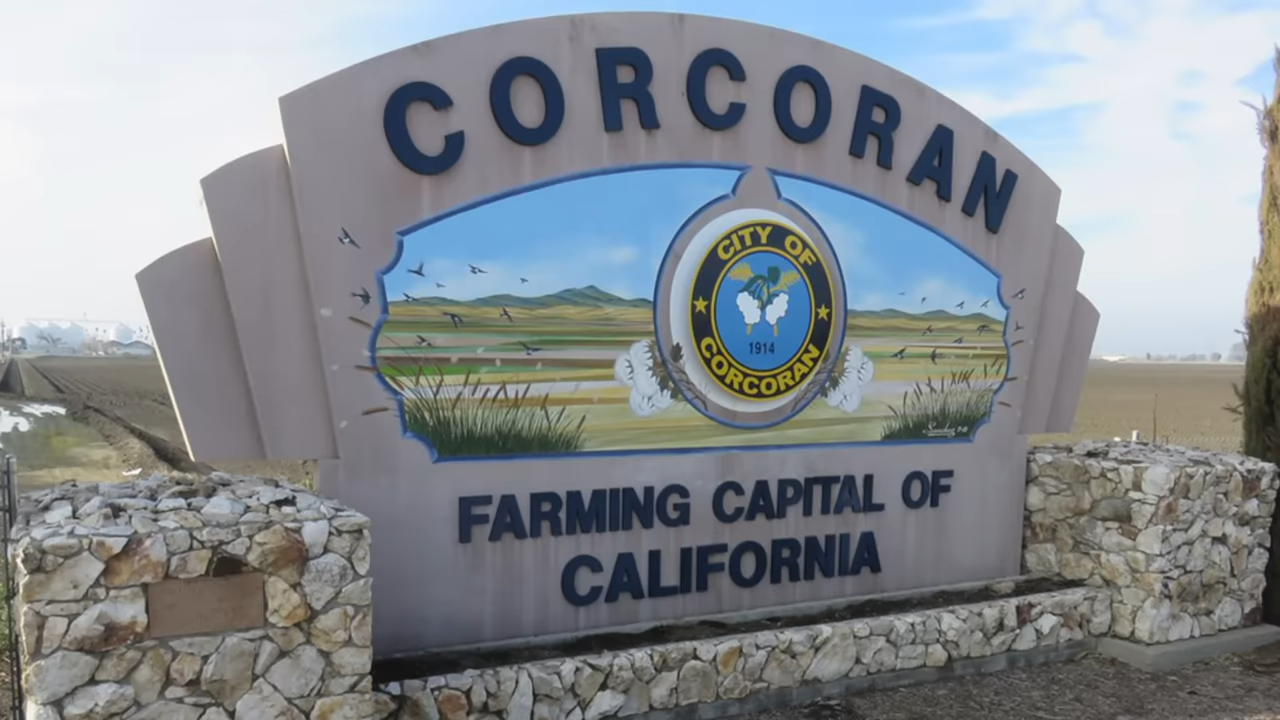 CORCORAN
CITY OF
1914
CORCORAN
FARMING CAPITAL OF
CALIFORNIA